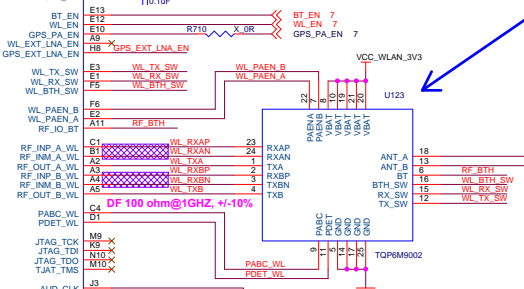 0.1uF
BT_EN E13 BT_EN 7
WL_EN E12 WL_EN 7
GPS_PA_EN E10 R710 X_0R GPS_PA_EN 7
WL_EXT_LNA_EN A9
GPS_EXT_LNA_EN H8 GPS_EXT_LNA_EN
VCC_WLAN_3V3
WL_TX_SW E3 WL_TX_SW WL_PAEN_B
WL_RX_SW E1 WL_RX_SW WL_PAEN_A
WL_BTH_SW F5 WL_BTH_SW
U123
22 7 8 10 19 21 20
PAENA PAENB VBAT VBAT VBAT VBAT VBAT
WL_PAEN_B F6
WL_PAEN_A E2
RF_IO_BT A11 RF_BTH
RF_INP_A_WL C1 WL_RXAP 23 RXAP
RF_INM_A_WL B1 WL_RXAN 24 RXAN ANT_A 18
RF_OUT_A_WL A2 WL_TXA 1 TXA ANT_B 13
RF_INP_B_WL A3 WL_RXBP 2 RXBP BT 6 RF_BTH
RF_INM_B_WL A4 WL_RXBN 3 TXBN BTH_SW 16 WL_BTH_SW
RF_OUT_B_WL A5 WL_TXB 4 TXB RX_SW 15 WL_RX_SW
TX_SW 12 WL_TX_SW
DF 100 ohm@1GHZ, +/-10%
PABC_WL C4
PDET_WL D1
PABC PDET GND GND GND GND
9 11 5 14 17 25
JTAG_TCK M9
JTAG_TDI K9
JTAG_TDO N10
TJAT_TMS M10
TQP6M9002
PABC_WL
PDET_WL
J3